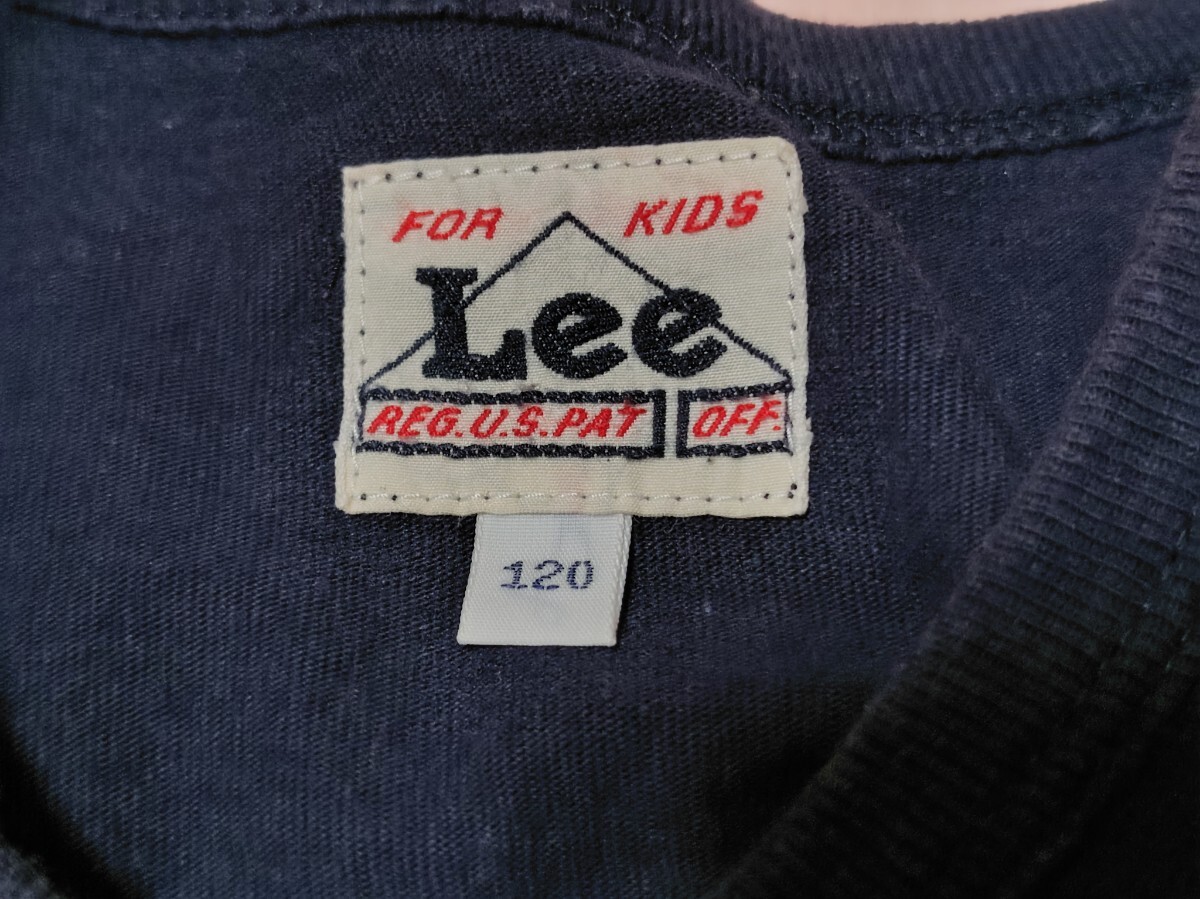 FOR KIDS
Lee
REG.U.S.PAT OFF.
120